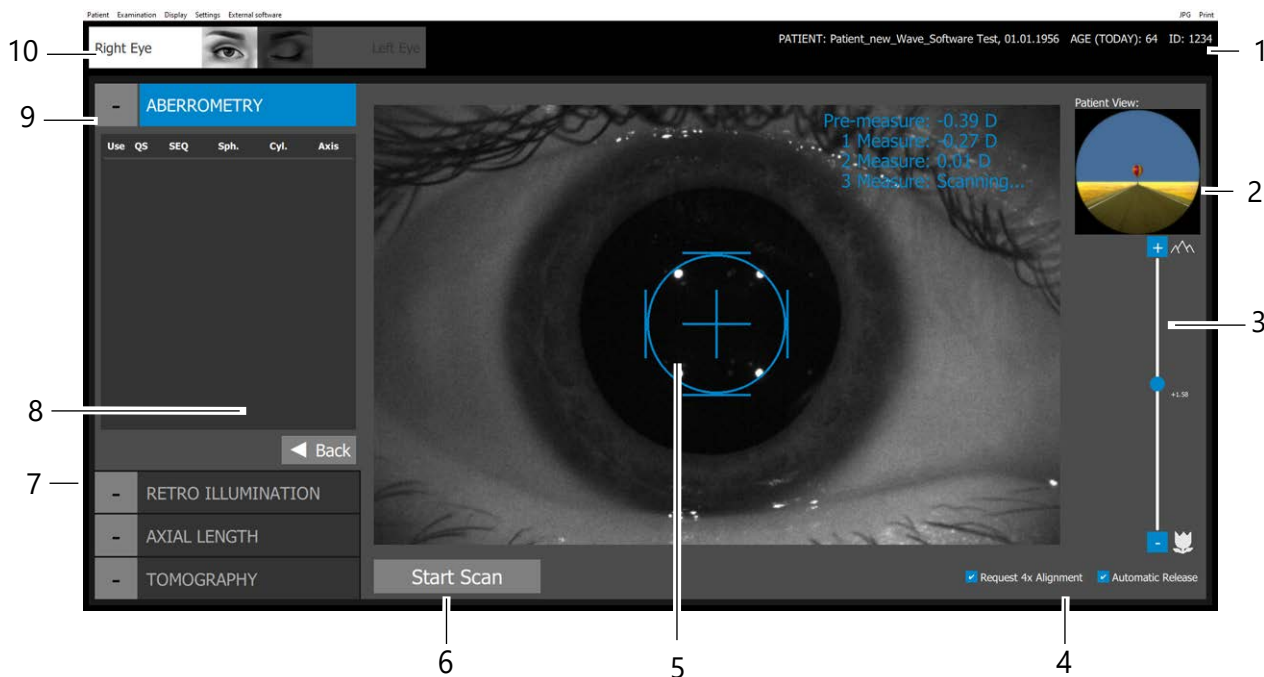 Patient Examination Display Settings External software JPG Print
10 Right Eye Left Eye PATIENT: Patient_new_Wave_Software Test, 01.01.1956 AGE (TODAY): 64 ID: 1234 1
9 - ABERROMETRY
Patient View:
Pre-measure: -0.39 D
1 Measure: -0.27 D
2 Measure: 0.01 D
3 Measure: Scanning...
Use QS SEQ Sph. Cyl. Axis
2
+
3
+1.58
8
Back
7
- RETRO ILLUMINATION
- AXIAL LENGTH
-
- TOMOGRAPHY
Start Scan
Request 4x Alignment Automatic Release
6 5 4